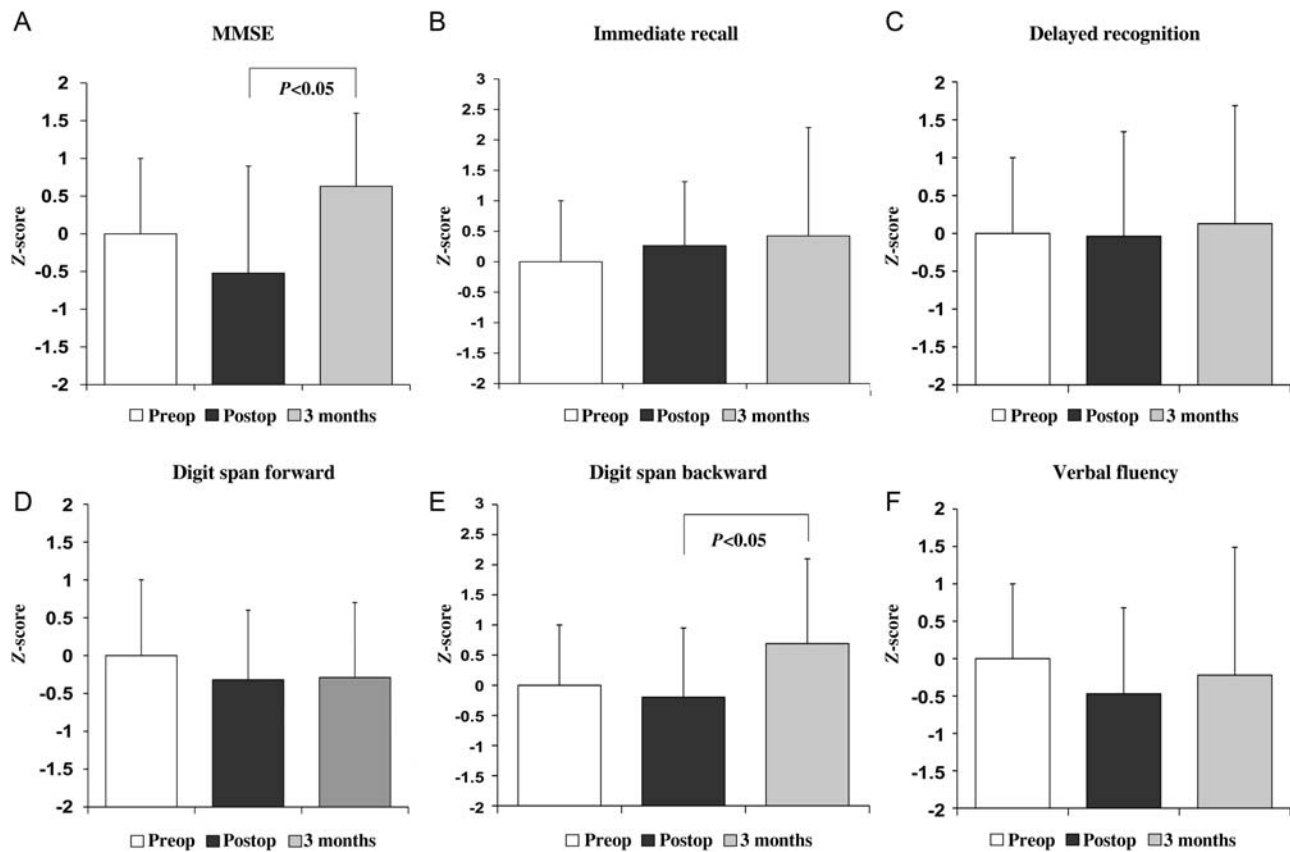 A
MMSE
P<0.05
Z-score
2
1.5
1
0.5
0
-0.5
-1
-1.5
-2
Preop Postop 3 months
B
Immediate recall
Z-score
3
2.5
2
1.5
1
0.5
0
-0.5
-1
-1.5
-2
Preop Postop 3 months
C
Delayed recognition
Z-score
2
1.5
1
0.5
0
-0.5
-1
-1.5
-2
Preop Postop 3 months
D
Digit span forward
Z-score
2
1.5
1
0.5
0
-0.5
-1
-1.5
-2
Preop Postop 3 months
E
Digit span backward
P<0.05
Z-score
3
2.5
2
1.5
1
0.5
0
-0.5
-1
-1.5
-2
Preop Postop 3 months
F
Verbal fluency
Z-score
2
1.5
1
0.5
0
-0.5
-1
-1.5
-2
Preop Postop 3 months